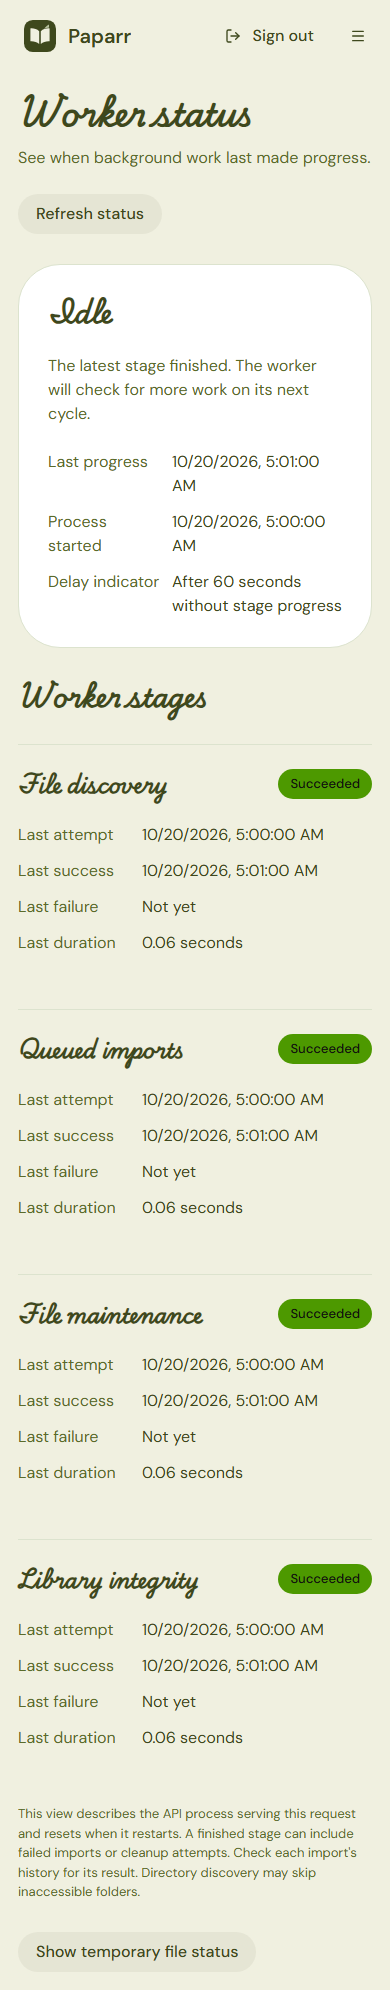 Paparr
Sign out
Worker status
See when background work last made progress.
Refresh status
Idle
The latest stage finished. The worker
will check for more work on its next
cycle.
Last progress 10/20/2026, 5:01:00
AM
Process 10/20/2026, 5:00:00
started AM
Delay indicator After 60 seconds
without stage progress
Worker stages
File discovery Succeeded
Last attempt 10/20/2026, 5:00:00 AM
Last success 10/20/2026, 5:01:00 AM
Last failure Not yet
Last duration 0.06 seconds
Queued imports Succeeded
Last attempt 10/20/2026, 5:00:00 AM
Last success 10/20/2026, 5:01:00 AM
Last failure Not yet
Last duration 0.06 seconds
File maintenance Succeeded
Last attempt 10/20/2026, 5:00:00 AM
Last success 10/20/2026, 5:01:00 AM
Last failure Not yet
Last duration 0.06 seconds
Library integrity Succeeded
Last attempt 10/20/2026, 5:00:00 AM
Last success 10/20/2026, 5:01:00 AM
Last failure Not yet
Last duration 0.06 seconds
This view describes the API process serving this request
and resets when it restarts. A finished stage can include
failed imports or cleanup attempts. Check each import's
history for its result. Directory discovery may skip
inaccessible folders.
Show temporary file status